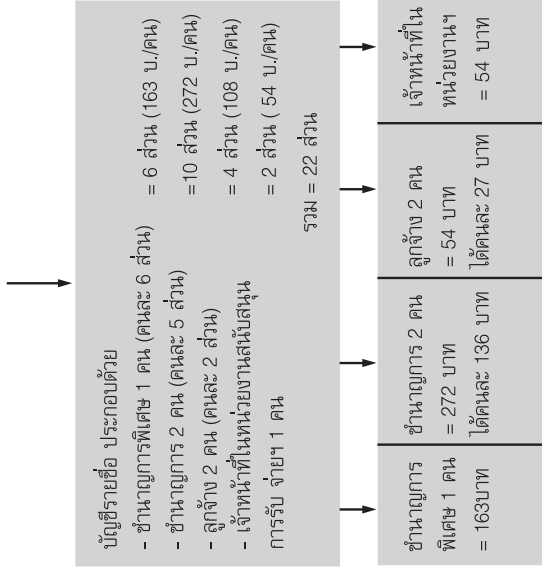 บัญชีรายชื่อ ประกอบด้วย
- ชำนาญการพิเศษ 1 คน (คนละ 6 ส่วน) = 6 ส่วน (163 บ./คน)
- ชำนาญการ 2 คน (คนละ 5 ส่วน) =10 ส่วน (272 บ./คน)
- ลูกจ้าง 2 คน (คนละ 2 ส่วน) = 4 ส่วน (108 บ./คน)
- เจ้าหน้าที่ในหน่วยงานสนับสนุน = 2 ส่วน ( 54 บ./คน)
การรับ จ่ายฯ 1 คน
รวม = 22 ส่วน
ชำนาญการ
พิเศษ 1 คน
= 163บาท
ชำนาญการ 2 คน
= 272 บาท
ได้คนละ 136 บาท
ลูกจ้าง 2 คน
= 54 บาท
ได้คนละ 27 บาท
เจ้าหน้าที่ใน
หน่วยงานฯ
= 54 บาท